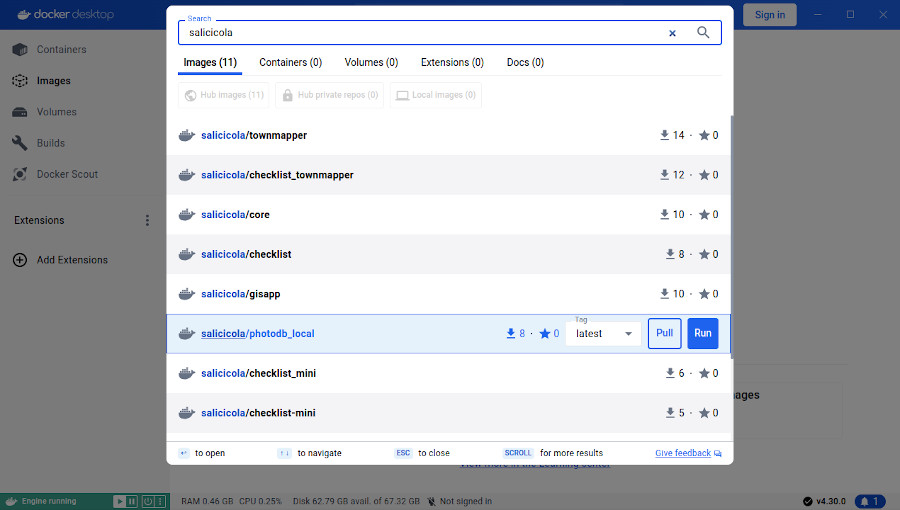 docker desktop
Sign in
Search
salicicola
Images (11)
Containers (0)
Volumes (0)
Extensions (0)
Docs (0)
Hub images (11)
Hub private repos (0)
Local images (0)
Containers
Images
Volumes
Builds
Docker Scout
Extensions
Add Extensions
salicicola/townmapper 14 · 0
salicicola/checklist_townmapper 12 · 0
salicicola/core 10 · 0
salicicola/checklist 8 · 0
salicicola/gisapp 10 · 0
salicicola/photodb_local 8 · 0 Tag latest Pull Run
salicicola/checklist_mini 6 · 0
salicicola/checklist-mini 5 · 0
to open
to navigate
ESC to close
SCROLL for more results
Give feedback
View more in the Learning center
Engine running
RAM 0.46 GB CPU 0.25% Disk 62.79 GB avail. of 67.32 GB Not signed in
v4.30.0
1